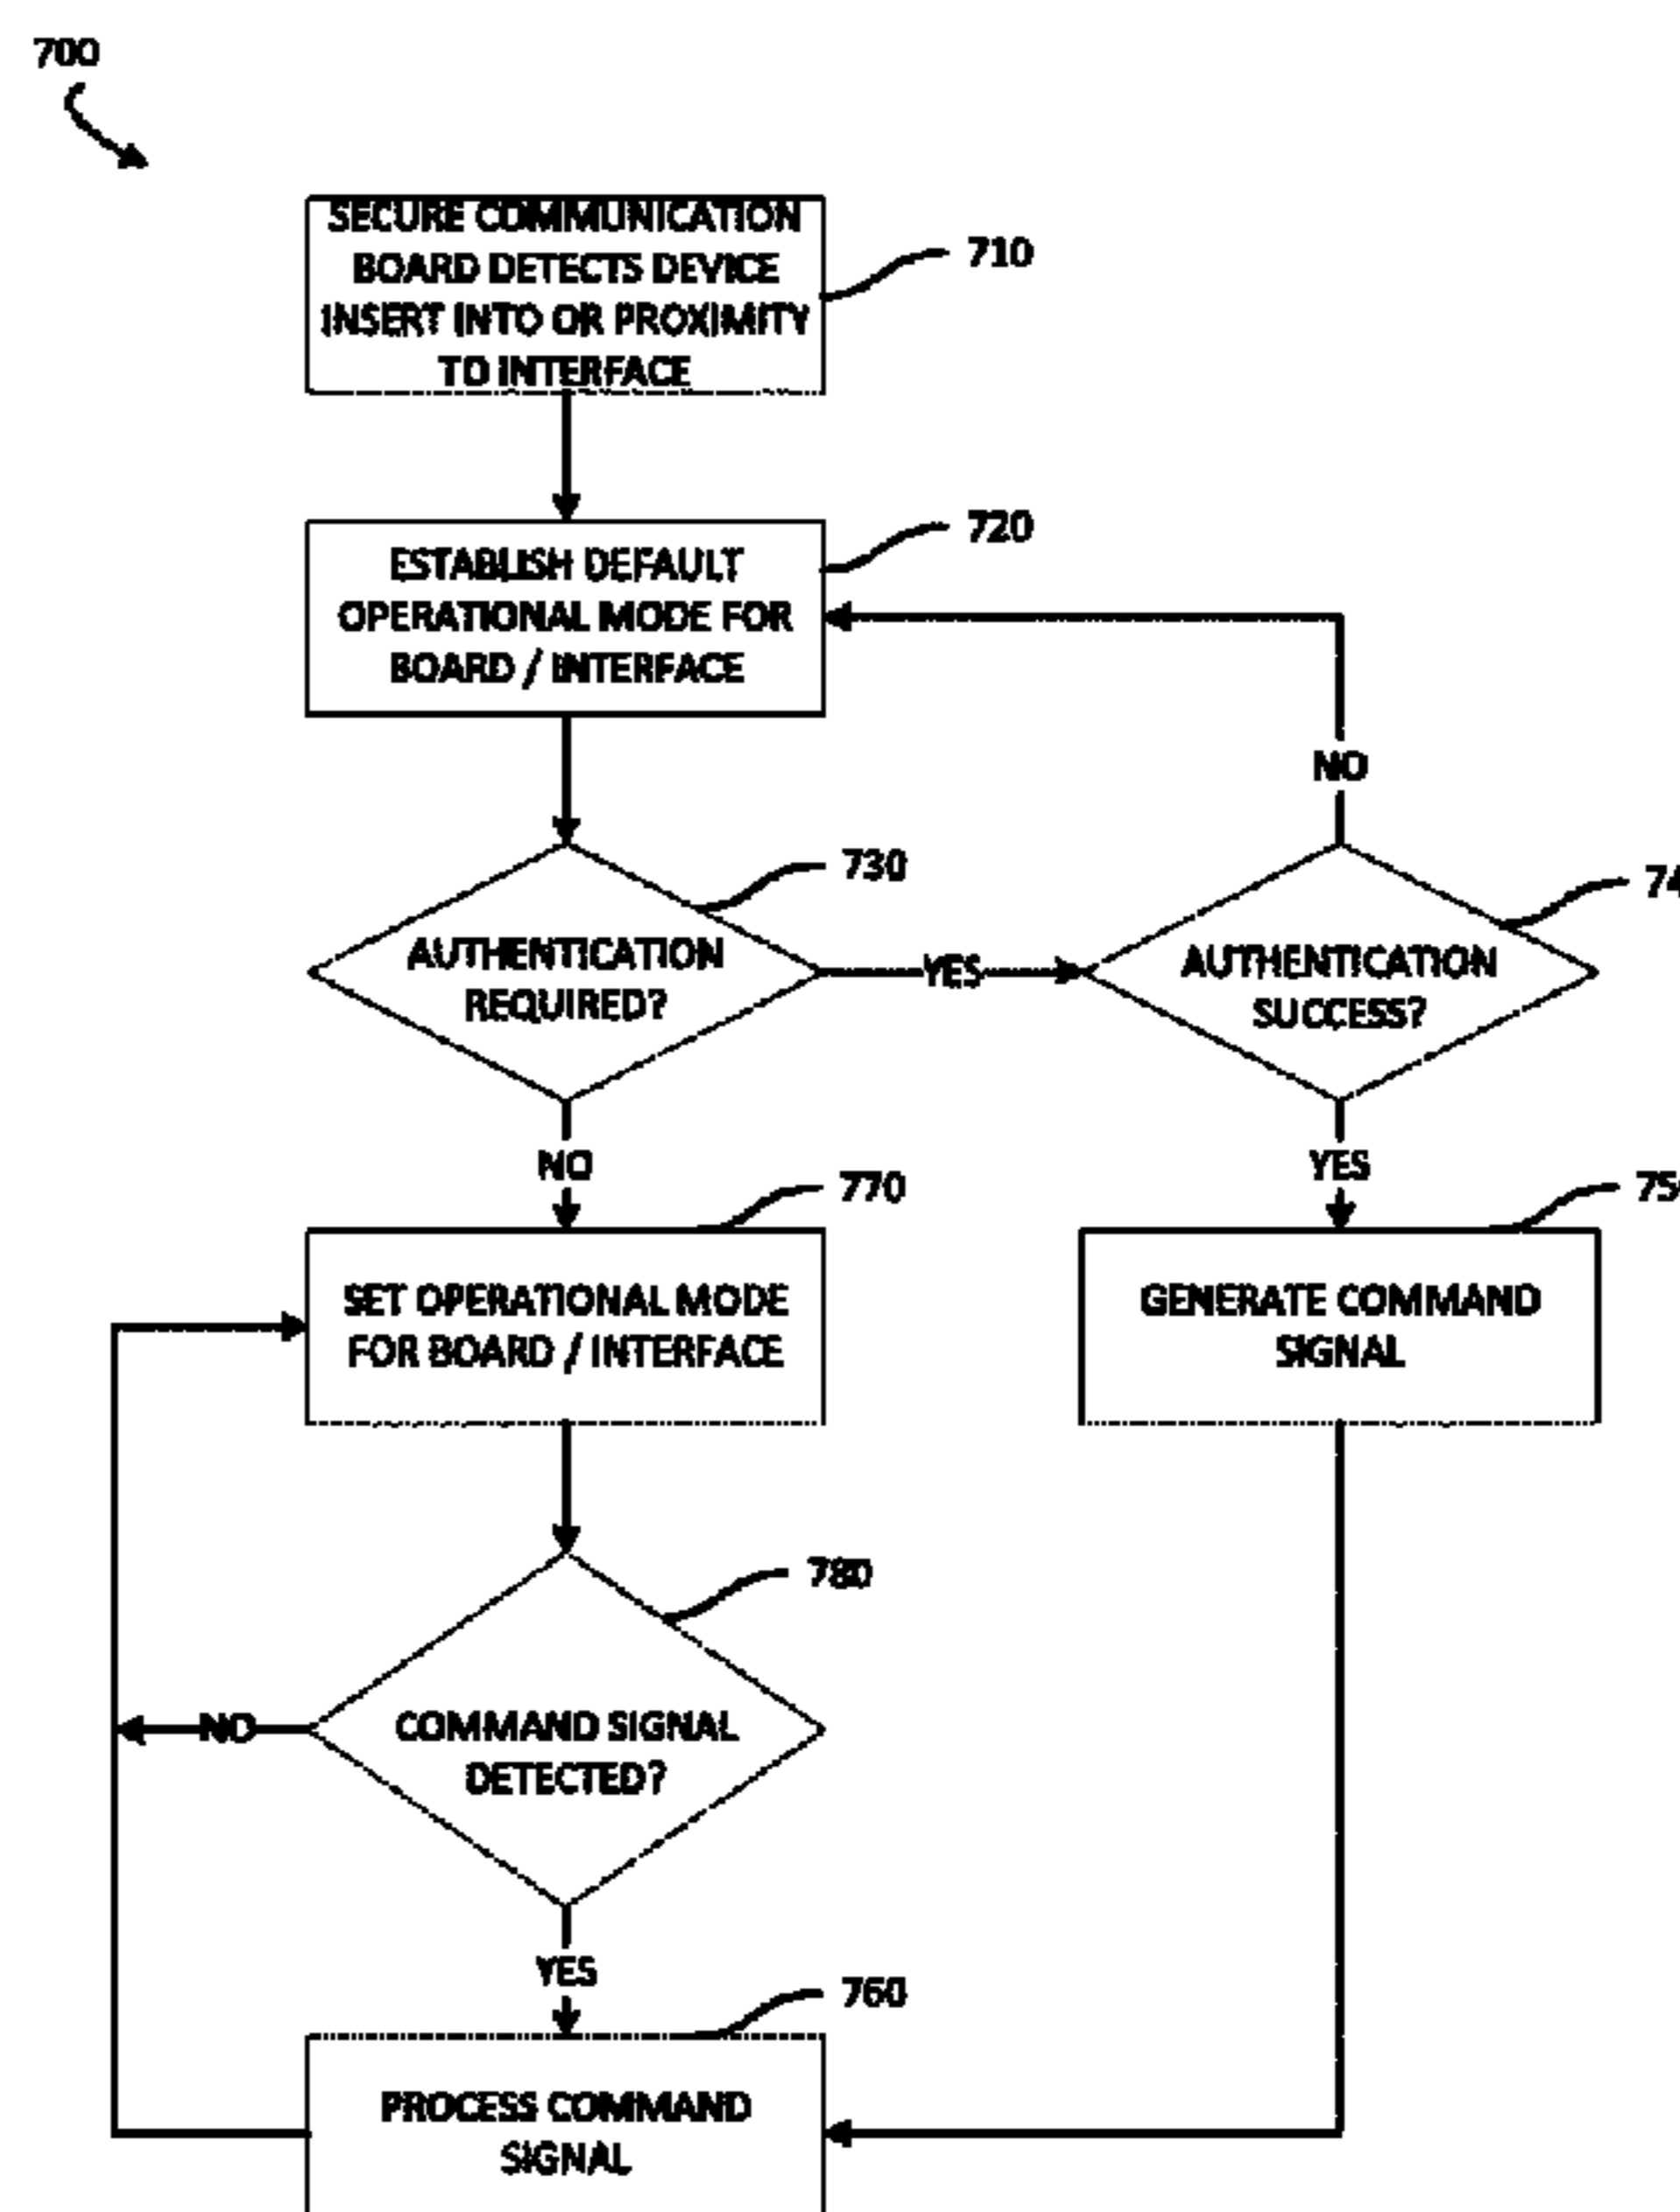 700
SECURE COMMUNICATION
BOARD DETECTS DEVICE
INSERT INTO OR PROXIMITY
TO INTERFACE
710
ESTABLISH DEFAULT
OPERATIONAL MODE FOR
BOARD / INTERFACE
720
NO
730
AUTHENTICATION
REQUIRED?
YES
AUTHENTICATION
SUCCESS?
NO
YES
770
SET OPERATIONAL MODE
FOR BOARD / INTERFACE
GENERATE COMMAND
SIGNAL
780
COMMAND SIGNAL
DETECTED?
NO
YES
760
PROCESS COMMAND
SIGNAL